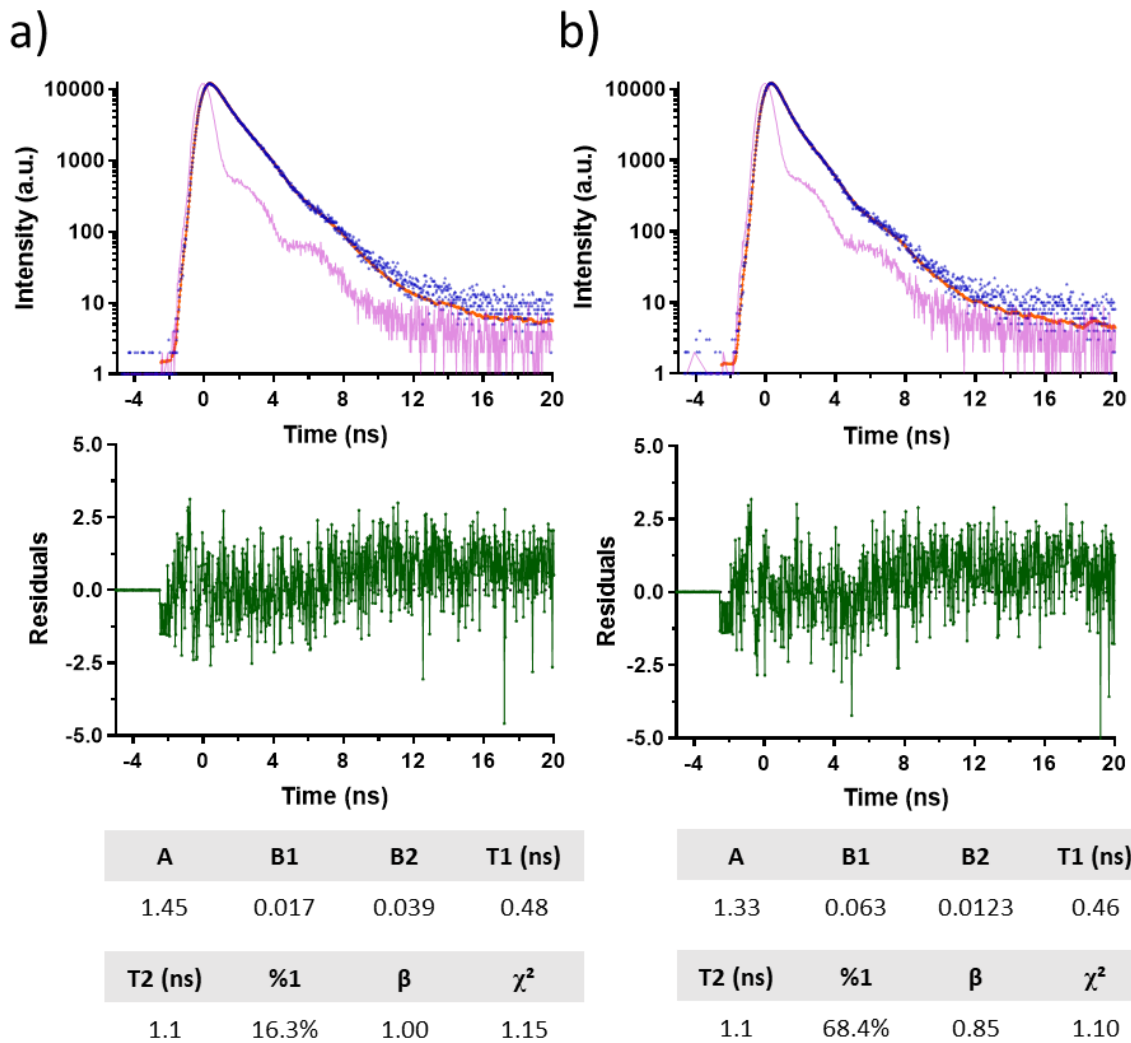 a)
b)
10000
1000
100
10
1
Intensity (a.u.)
-4 0 4 8 12 16 20
Time (ns)
10000
1000
100
10
1
Intensity (a.u.)
-4 0 4 8 12 16 20
Time (ns)
5.0
2.5
0.0
-2.5
-5.0
Residuals
-4 0 4 8 12 16 20
Time (ns)
5.0
2.5
0.0
-2.5
-5.0
Residuals
-4 0 4 8 12 16 20
Time (ns)
A B1 B2 T1 (ns)
1.45 0.017 0.039 0.48
T2 (ns) %1 β χ²
1.1 16.3% 1.00 1.15
A B1 B2 T1 (ns)
1.33 0.063 0.0123 0.46
T2 (ns) %1 β χ²
1.1 68.4% 0.85 1.10